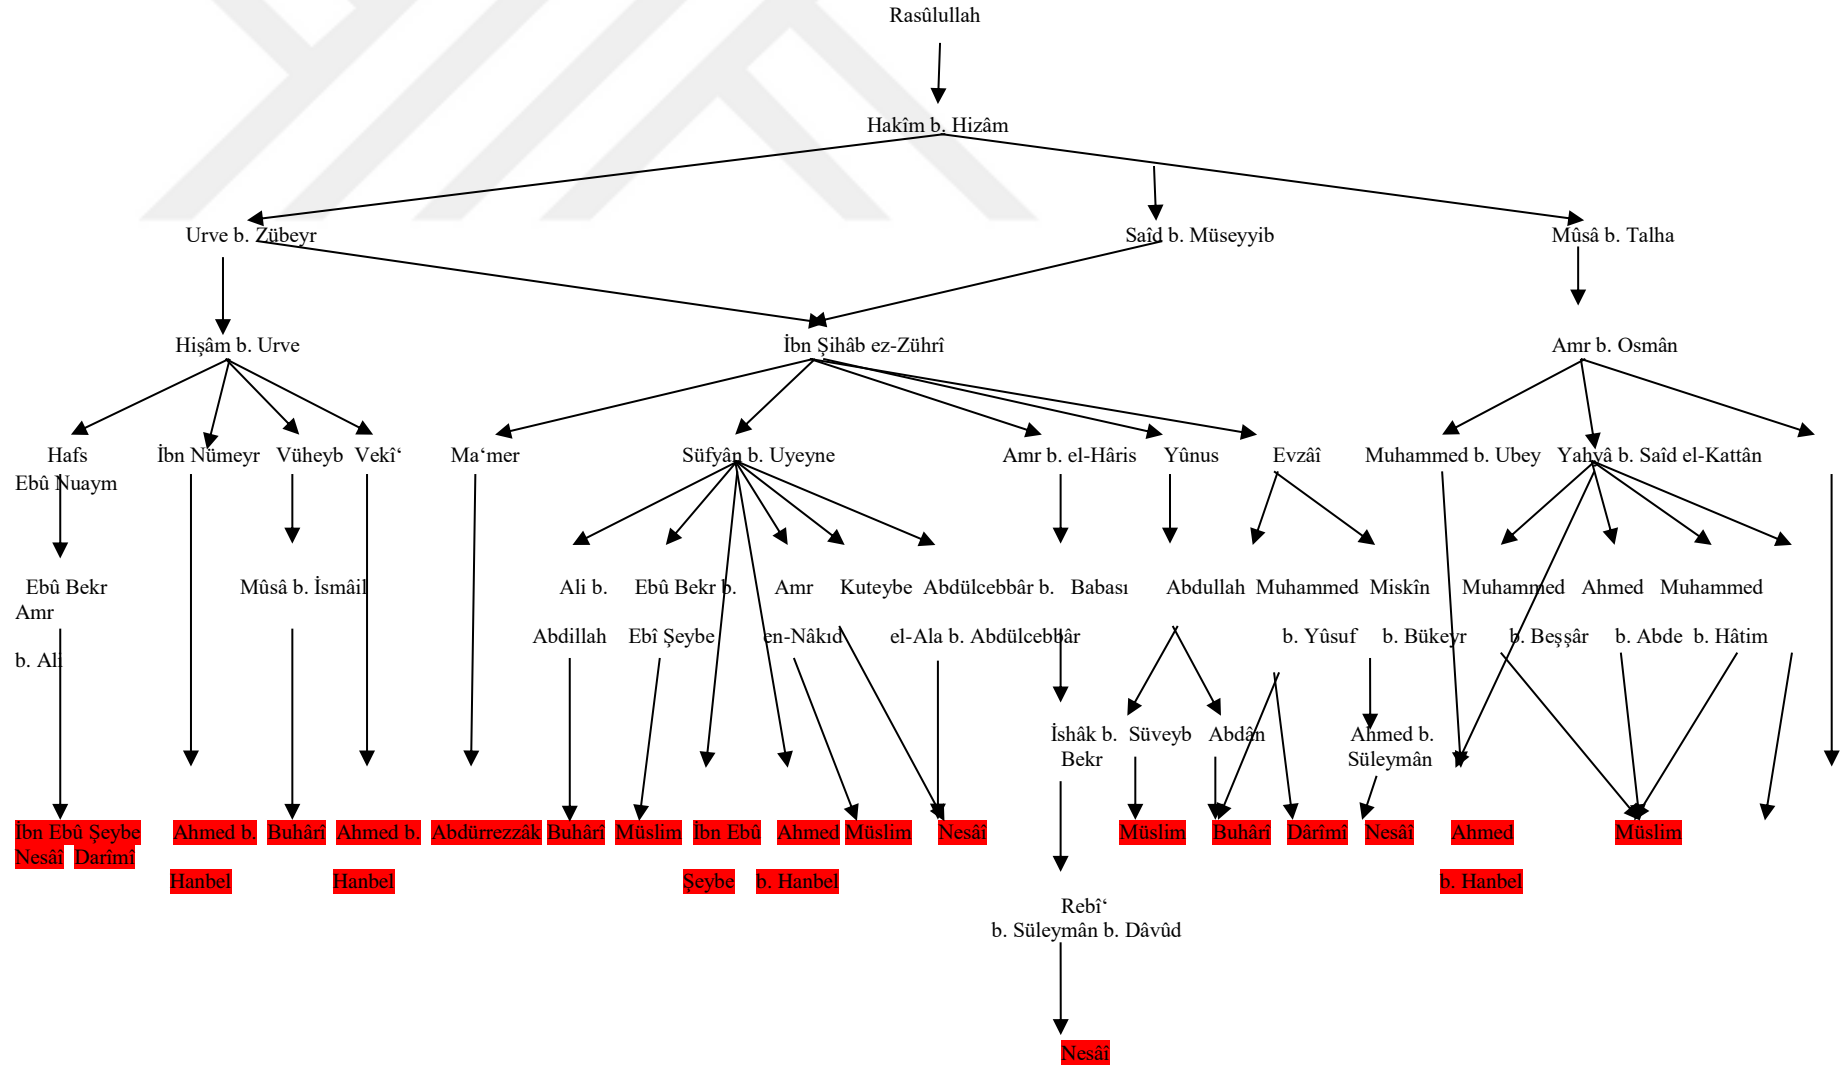 Rasûlullah
Hakîm b. Hizâm
Urve b. Zübeyr Saîd b. Müseyyib Mûsâ b. Talha
Hişâm b. Urve İbn Şihâb ez-Zührî Amr b. Osmân
Hafs İbn Nümeyr Vüheyb Vekî‘ Ma‘mer Süfyân b. Uyeyne Amr b. el-Hâris Yûnus Evzâî Muhammed b. Ubey Yahyâ b. Saîd el-Kattân
Ebû Nuaym
Ebû Bekr Mûsâ b. İsmâil Ali b. Ebû Bekr b. Amr Kuteybe Abdülcebbâr b. Babası Abdullah Muhammed Miskîn Muhammed Ahmed Muhammed
Amr
Abdillah Ebî Şeybe en-Nâkıd el-Ala b. Abdülcebbâr b. Yûsuf b. Bükeyr b. Beşşâr b. Abde b. Hâtim
b. Ali
İshâk b. Süveyb Abdân Ahmed b.
Bekr Süleymân
İbn Ebû Şeybe Ahmed b. Buhârî Ahmed b. Abdürrezzâk Buhârî Müslim İbn Ebû Ahmed Müslim Nesâî Müslim Buhârî Dârîmî Nesâî Ahmed Müslim
Nesâî Darîmî
Hanbel Hanbel Şeybe b. Hanbel b. Hanbel
Rebî‘
b. Süleymân b. Dâvûd
Nesâî